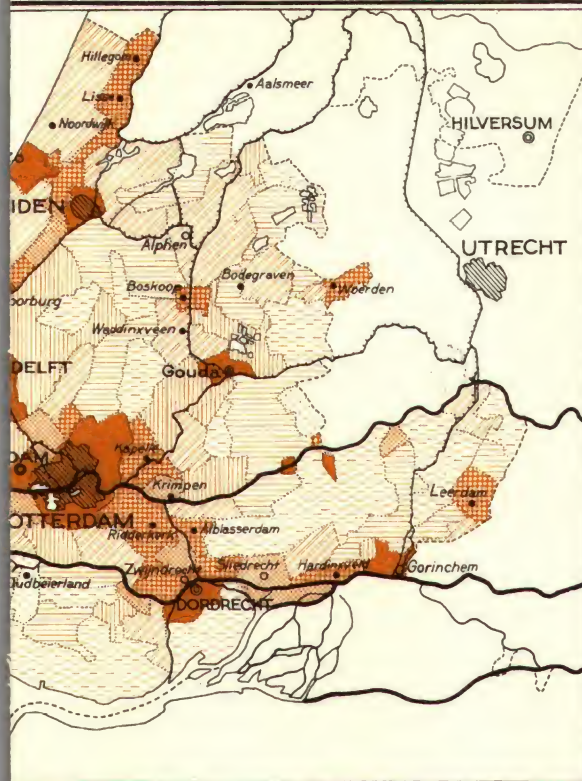 Hillegom
Aalsmeer
Lisse
Noordwijk
HILVERSUM
IDEN
Alphen
UTRECHT
Bodegraven
Boskoop
Woerden
oorburg
Waddinxveen
DELFT
Gouda
DAM
Kapelle
Krimpen
Leerdam
OTTERDAM
Ridderkerk
Alblasserdam
Zwijndrecht
Sliedrecht
Hardinxveld
Gorinchem
udbeierland
DORDRECHT